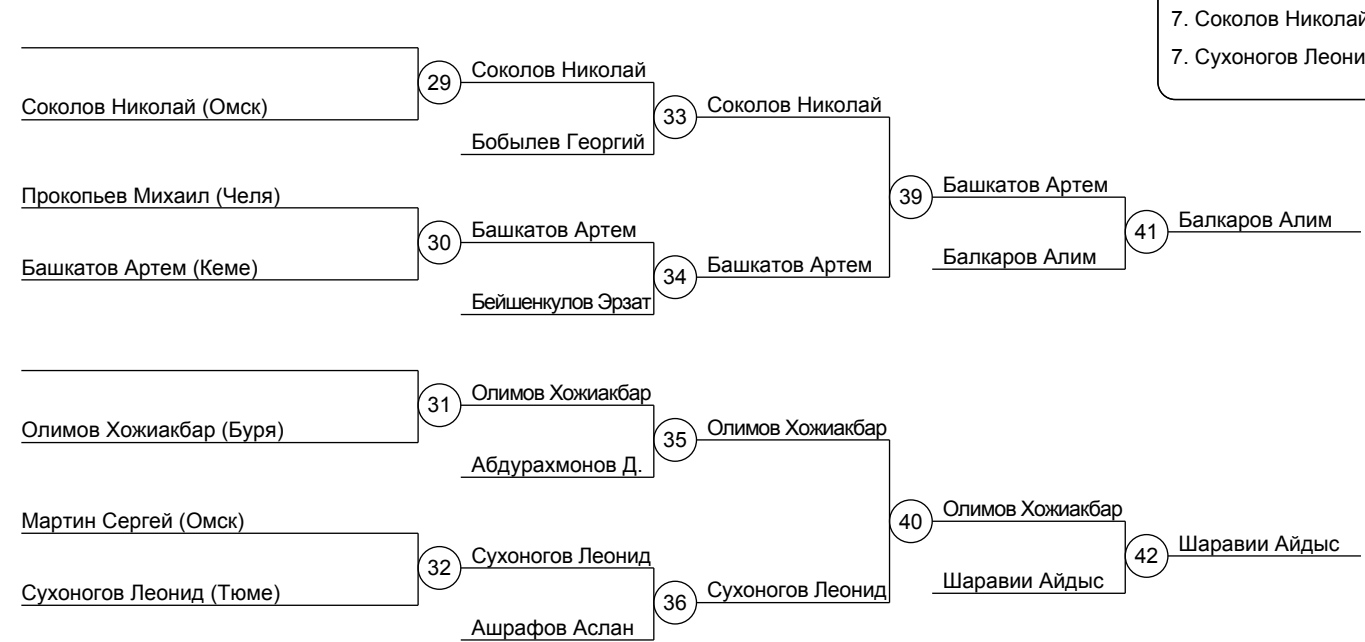 7. Соколов Николай
7. Сухоногов Леони
29
Соколов Николай
Соколов Николай (Омск)
33
Соколов Николай
Бобылев Георгий
Прокопьев Михаил (Челя)
39
Башкатов Артем
30
Башкатов Артем
41
Балкаров Алим
Башкатов Артем (Кеме)
34
Башкатов Артем
Балкаров Алим
Бейшенкулов Эрзат
31
Олимов Хожиакбар
Олимов Хожиакбар (Буря)
35
Олимов Хожиакбар
Абдурахмонов Д.
Мартин Сергей (Омск)
40
Олимов Хожиакбар
32
Сухоногов Леонид
42
Шаравии Айдыс
Сухоногов Леонид (Тюме)
36
Сухоногов Леонид
Шаравии Айдыс
Ашрафов Аслан